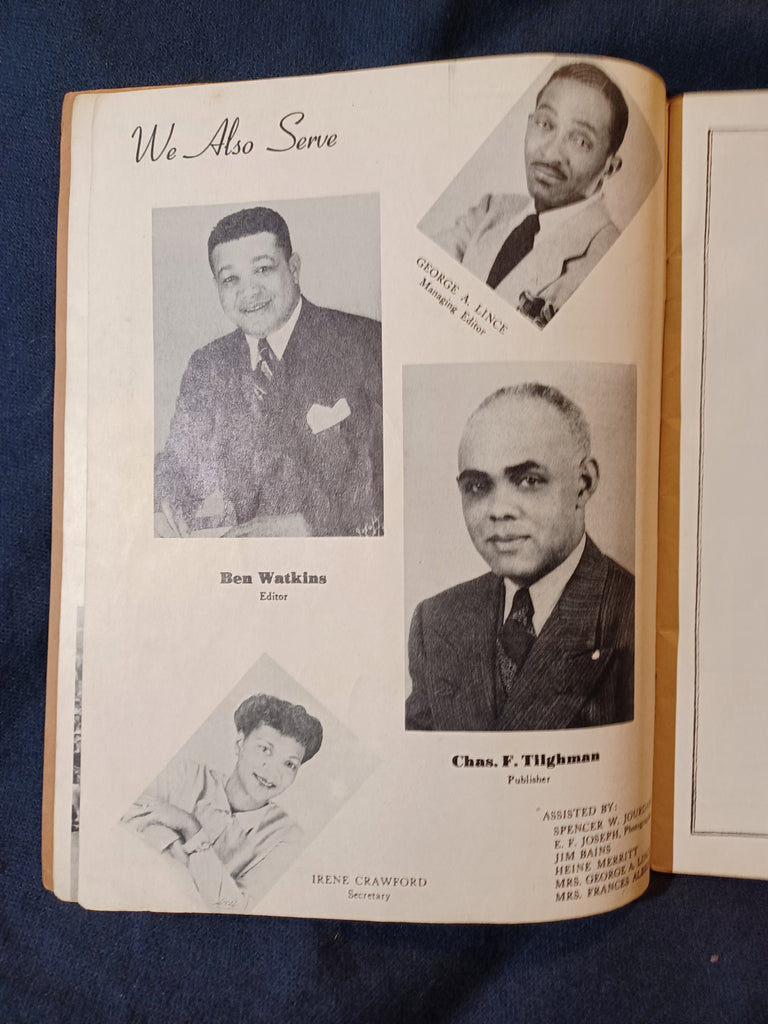 We Also Serve
GEORGE A. LINCE
Managing Editor
Ben Watkins
Editor
Chas. F. Tilghman
Publisher
IRENE CRAWFORD
Secretary
ASSISTED BY:
SPENCER W.
E. F. JOSEPH,
JIM BAINS
HEINE MERRITT
MRS. GEORGE A.
MRS. FRANCES